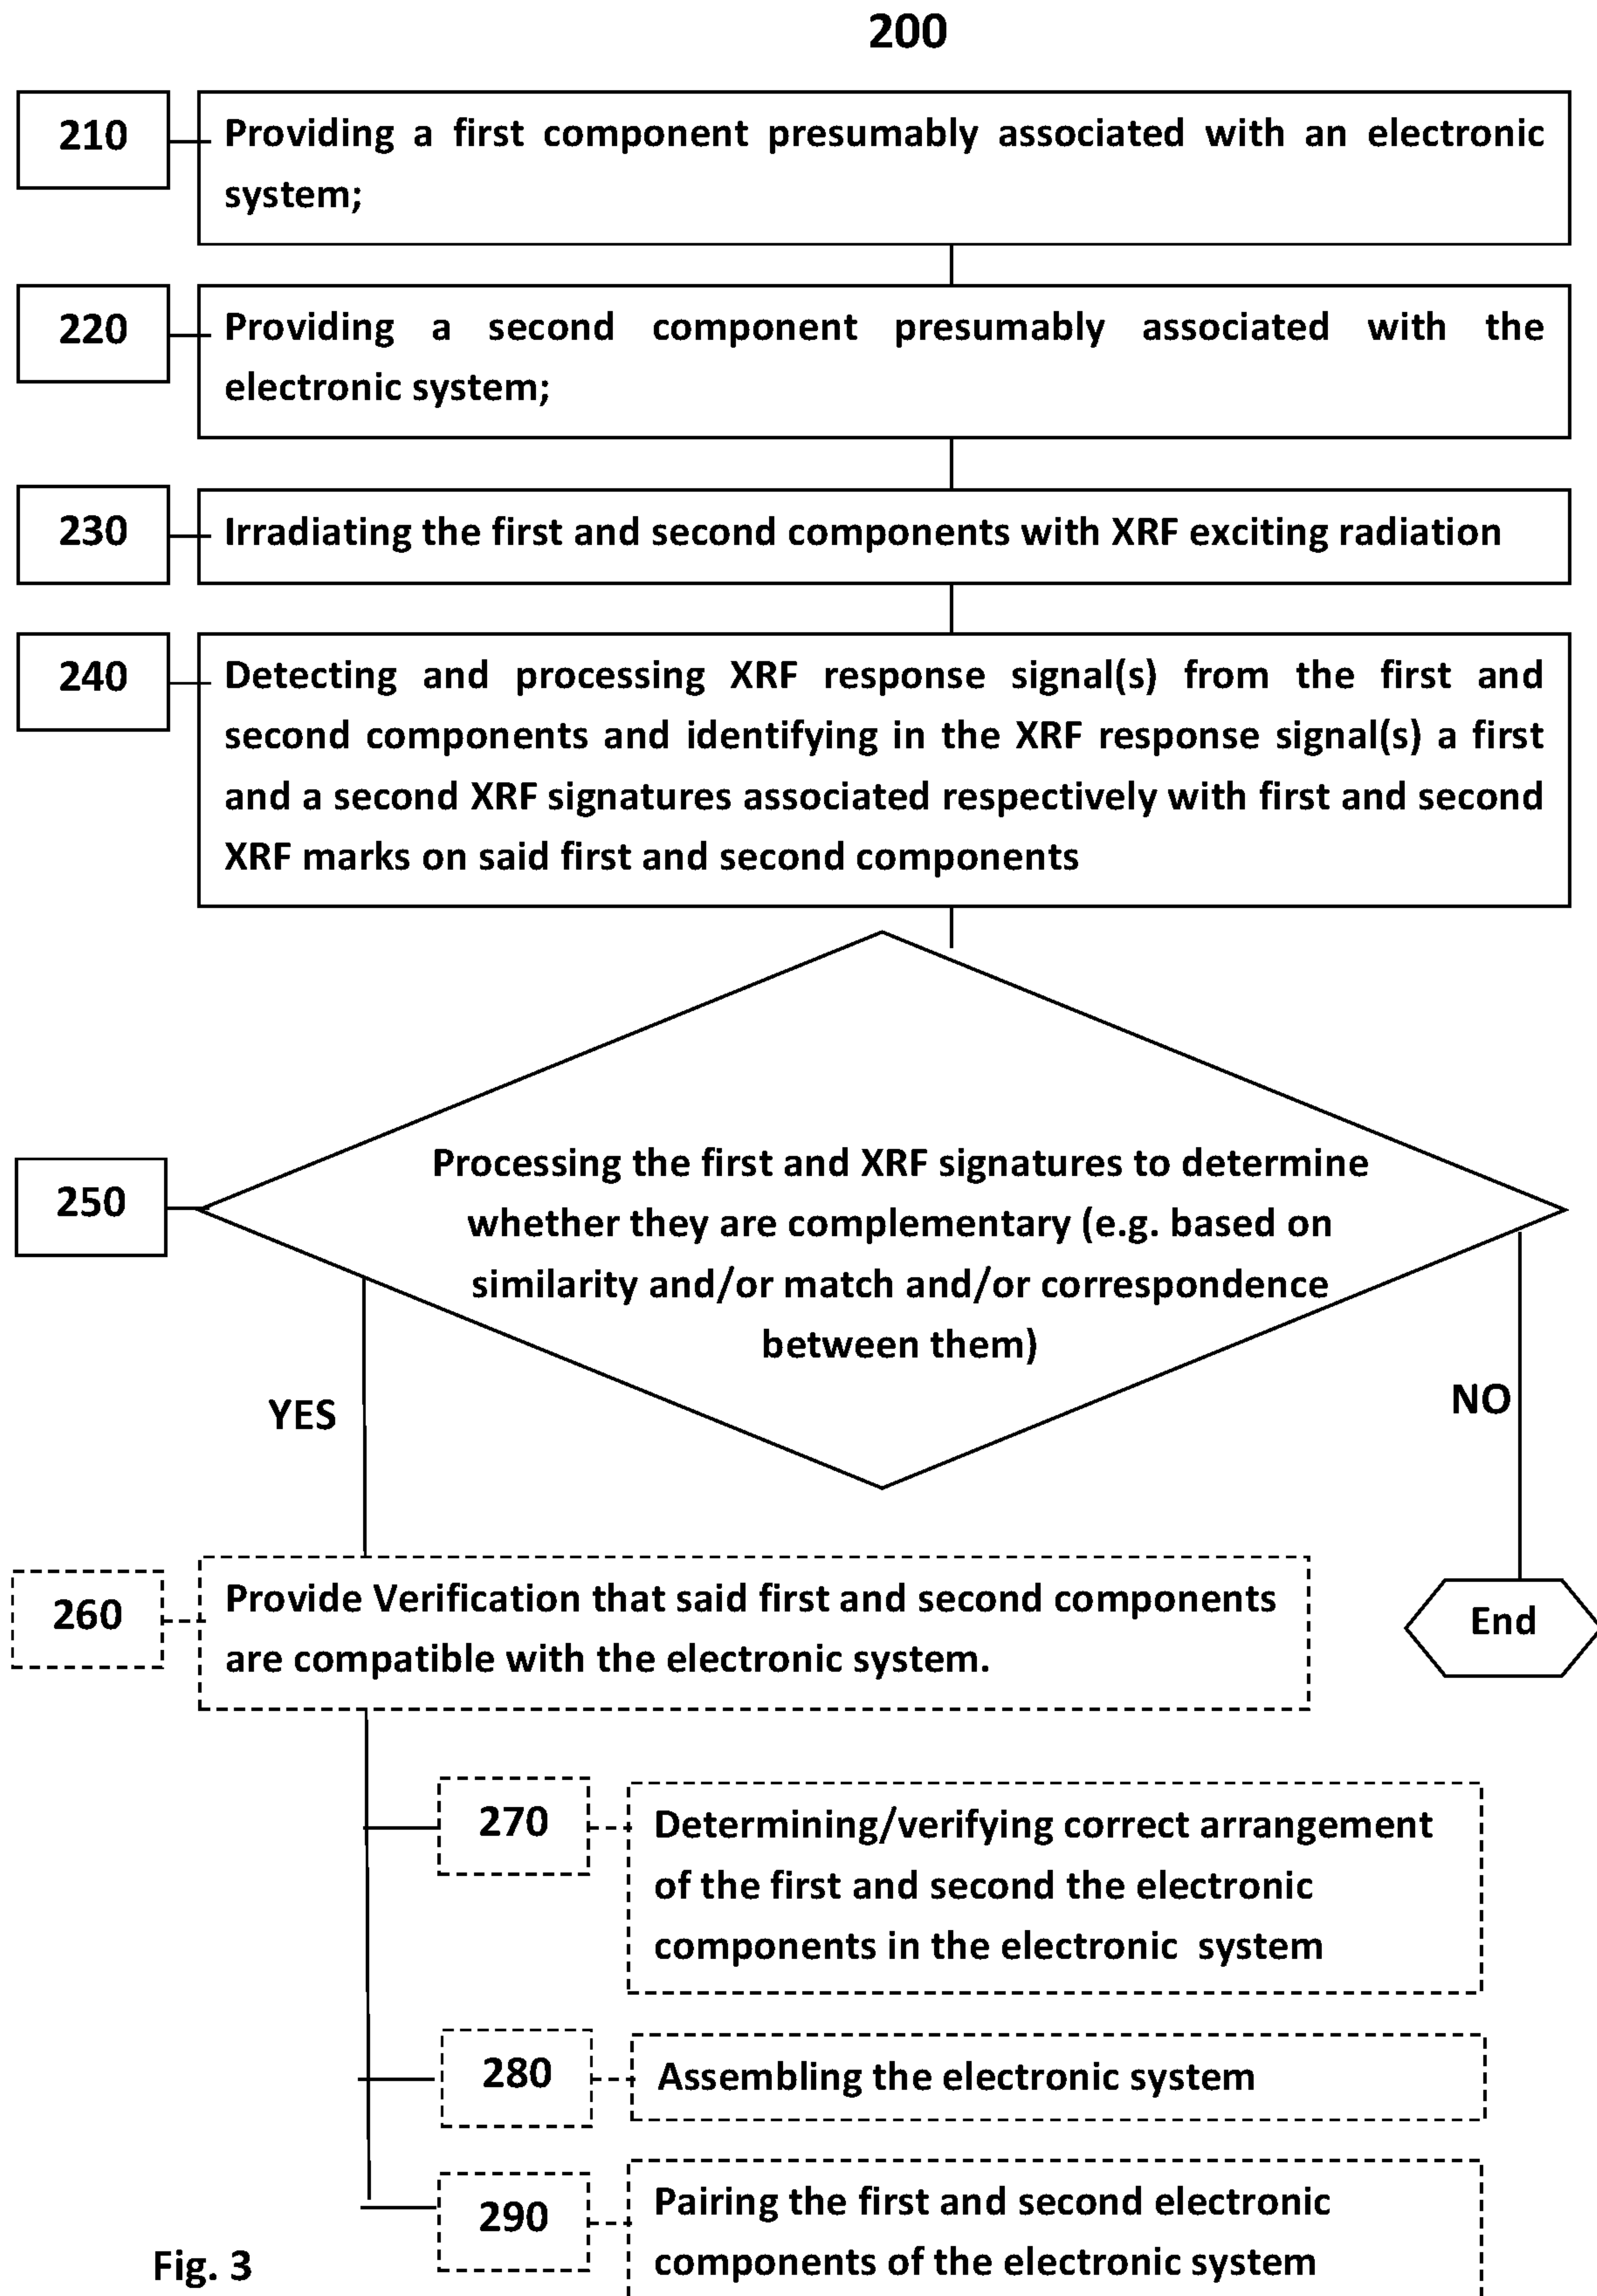 200
210
Providing a first component presumably associated with an electronic
system;
220
Providing a second component presumably associated with the
electronic system;
230
Irradiating the first and second components with XRF exciting radiation
240
Detecting and processing XRF response signal(s) from the first and
second components and identifying in the XRF response signal(s) a first
and a second XRF signatures associated respectively with first and second
XRF marks on said first and second components
250
Processing the first and XRF signatures to determine
whether they are complementary (e.g. based on
similarity and/or match and/or correspondence
between them)
YES
NO
260
Provide Verification that said first and second components
are compatible with the electronic system.
End
270
Determining/verifying correct arrangement
of the first and second the electronic
components in the electronic system
280
Assembling the electronic system
290
Pairing the first and second electronic
components of the electronic system
Fig. 3